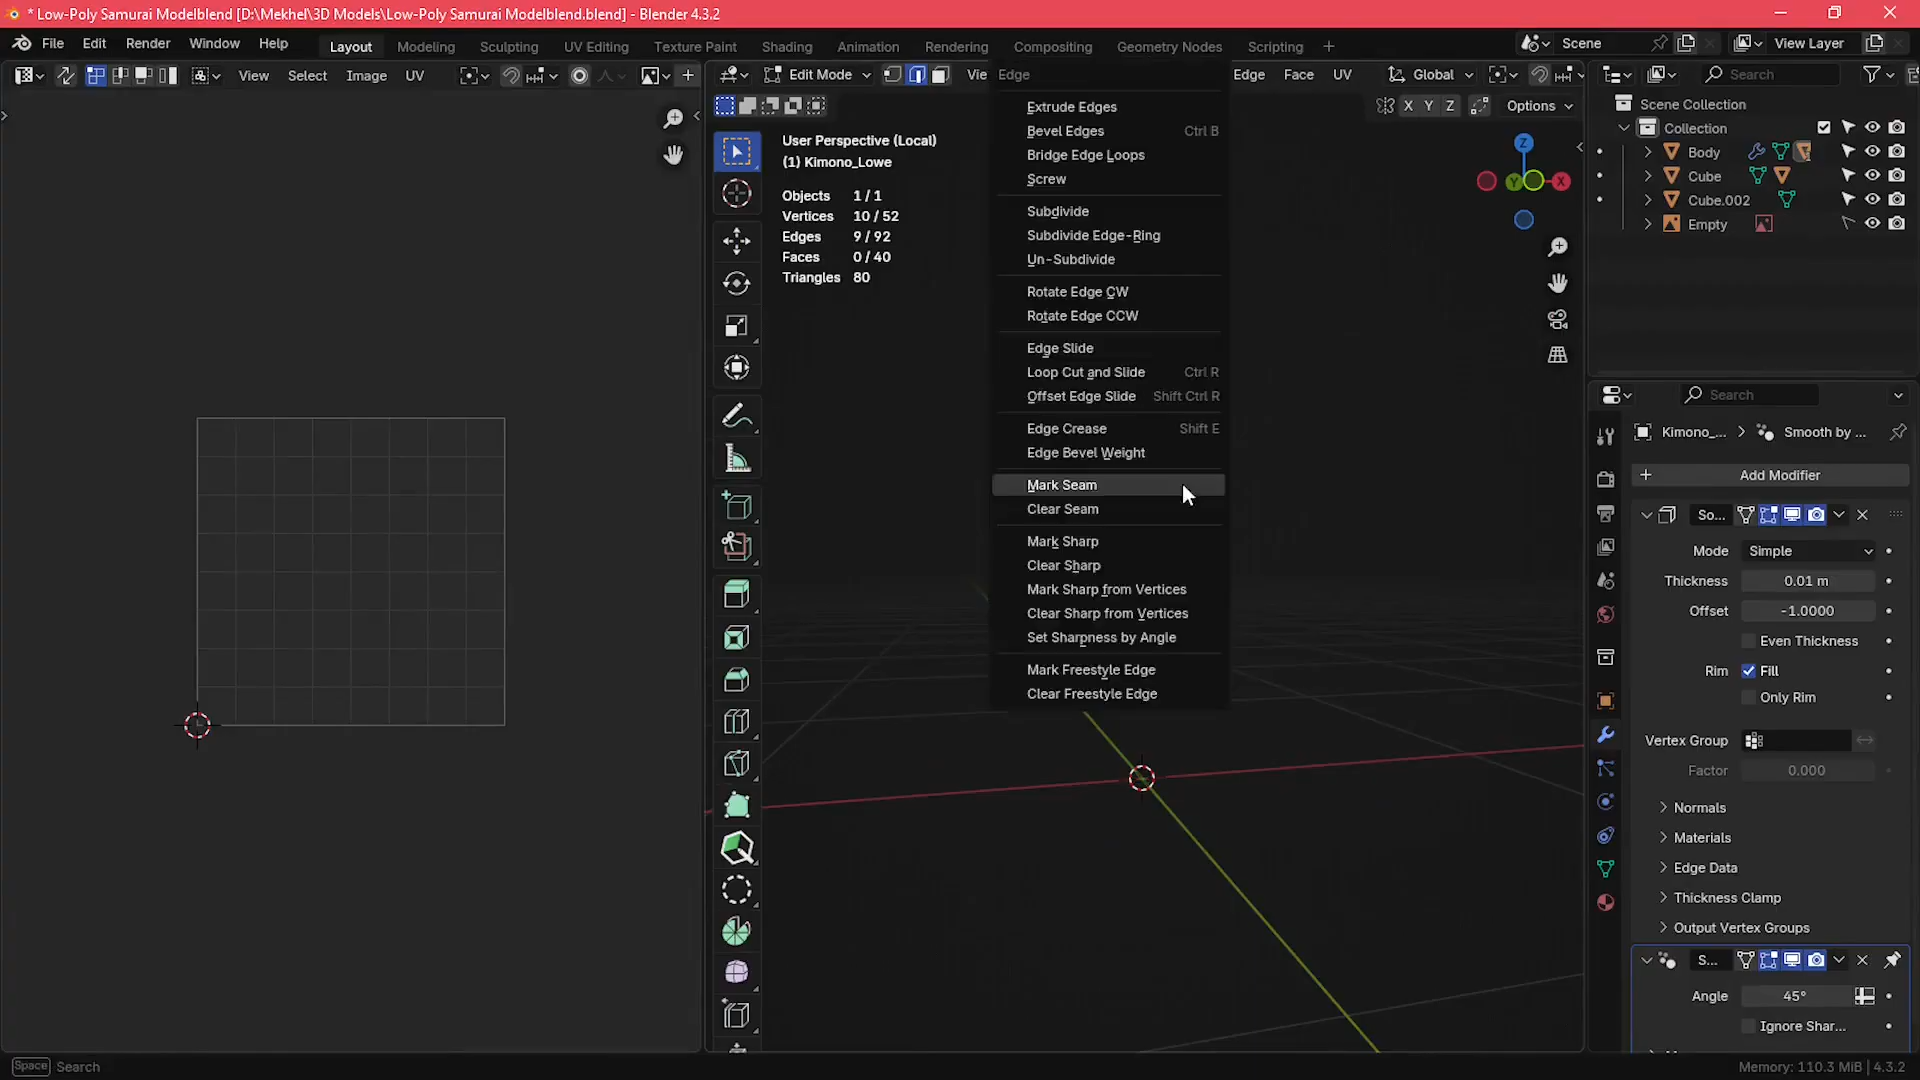 * Low-Poly Samurai Modelblend [D:\Mekhel\3D Models\Low-Poly Samurai Modelblend.blend] - Blender 4.3.2
File Edit Render Window Help Layout Modeling Sculpting UV Editing Texture Paint Shading Animation Rendering Compositing Geometry Nodes Scripting + Scene View Layer
View Select Image UV
Edit Mode Vie Edge Edge Face UV Global
Search
X Y Z Options
User Perspective (Local)
(1) Kimono_Lowe
Objects 1 / 1
Vertices 10 / 52
Edges 9 / 92
Faces 0 / 40
Triangles 80
Extrude Edges
Bevel Edges Ctrl B
Bridge Edge Loops
Screw
Subdivide
Subdivide Edge-Ring
Un-Subdivide
Rotate Edge CW
Rotate Edge CCW
Edge Slide
Loop Cut and Slide Ctrl R
Offset Edge Slide Shift Ctrl R
Edge Crease Shift E
Edge Bevel Weight
Mark Seam
Clear Seam
Mark Sharp
Clear Sharp
Mark Sharp from Vertices
Clear Sharp from Vertices
Set Sharpness by Angle
Mark Freestyle Edge
Clear Freestyle Edge
Z
Y X
Scene Collection
Collection
Body
Cube
Cube.002
Empty
Search
Kimono_... > Smooth by ...
+ Add Modifier
So...
Mode Simple
Thickness 0.01 m
Offset -1.0000
Even Thickness
Rim Fill
Only Rim
Vertex Group
Factor 0.000
Normals
Materials
Edge Data
Thickness Clamp
Output Vertex Groups
S...
Angle 45°
Ignore Shar...
Space Search
Memory: 110.3 MiB | 4.3.2